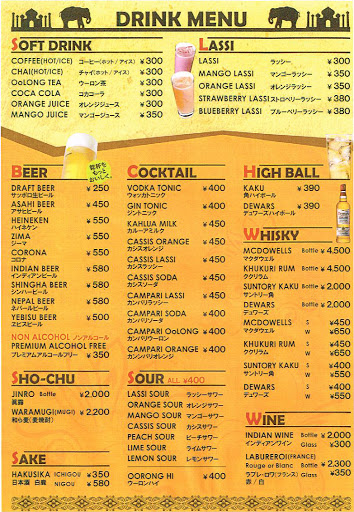 DRINK MENU
SOFT DRINK
COFFEE(HOT/ICE) コーヒー(ホット/アイス) ¥300
CHAI(HOT/ICE) チャイ(ホット/アイス) ¥350
OoLONG TEA ウーロン茶 ¥300
COCA COLA コカコーラ ¥300
ORANGE JUICE オレンジジュース ¥300
MANGO JUICE マンゴージュース ¥350
LASSI
LASSI ラッシー ¥300
MANGO LASSI マンゴーラッシー ¥350
ORANGE LASSI オレンジラッシー ¥350
STRAWBERRY LASSI ストロベリーラッシー ¥380
BLUEBERRY LASSI ブルーベリーラッシー ¥380
BEER
乾杯を
もっと
おいしく。
DRAFT BEER ¥250
サッポロ生ビール
ASAHI BEER ¥450
アサヒビール
HEINEKEN ¥550
ハイネケン
ZIMA ¥550
ジーマ
CORONA ¥550
コロナ
INDIAN BEER ¥580
インディアンビール
SHINGHA BEER ¥580
シンハービール
NEPAL BEER ¥580
ネパールビール
YEBISU BEER ¥500
ヱビスビール
NON ALCOHOL ノンアルコール
PREMIUM ALCOHOL FREE
プレミアムアルコールフリー ¥350
SHO-CHU
JINRO Bottle ¥2.000
WARAMUGI(MUGI) ¥2.200
和ら麦(麦焼酎)
SAKE
HAKUSIKA ICHIGOU ¥350
日本酒 白鹿 NIGOU ¥580
COCKTAIL
VODKA TONIC ¥400
ウォッカトニック
GIN TONIC ¥400
ジントニック
KAHLUA MILK ¥450
カルーアミルク
CASSIS ORANGE ¥450
カシスオレンジ
CASSIS LASSI ¥450
カシスラッシー
CASSIS SODA ¥450
カシスソーダ
CAMPARI LASSI ¥450
カンパリラッシー
CAMPARI SODA ¥450
カンパリソーダ
CAMPARI OoLONG ¥400
カンパリウーロン
CAMPARI ORANGE ¥450
カンパリオレンジ
SOUR ALL ¥400
LASSI SOUR ラッシーサワー
ORANGE SOUR オレンジサワー
MANGO SOUR マンゴーサワー
CASSIS SOUR カシスサワー
PEACH SOUR ピーチサワー
LIME SOUR ライムサワー
LEMON SOUR レモンサワー
OORONG HI ¥400
ウーロンハイ
HIGH BALL
KAKU ¥390
角ハイボール
DEWARS ¥390
デュワーズハイボール
WHISKY
MCDOWELLS Bottle ¥4.500
マクダウェル
KHUKURI RUM Bottle ¥4.500
ククリラム
SUNTORY KAKU Bottle ¥2.000
サントリー角
DEWARS Bottle ¥2.000
デュワーズ
MCDOWELLS S ¥450
マクダウェル W ¥650
KHUKURI RUM S ¥450
ククリラム W ¥650
SUNTORY KAKU S ¥400
サントリー角 W ¥550
DEWARS S ¥400
デュワーズ W ¥550
WINE
INDIAN WINE Bottle ¥2.000
インディアンワイン Glass ¥300
LABUREROI(FRANCE)
Rouge or Blanc Bottle ¥2.300
ラブレ・ロワ(フランス) Glass ¥350
赤/白